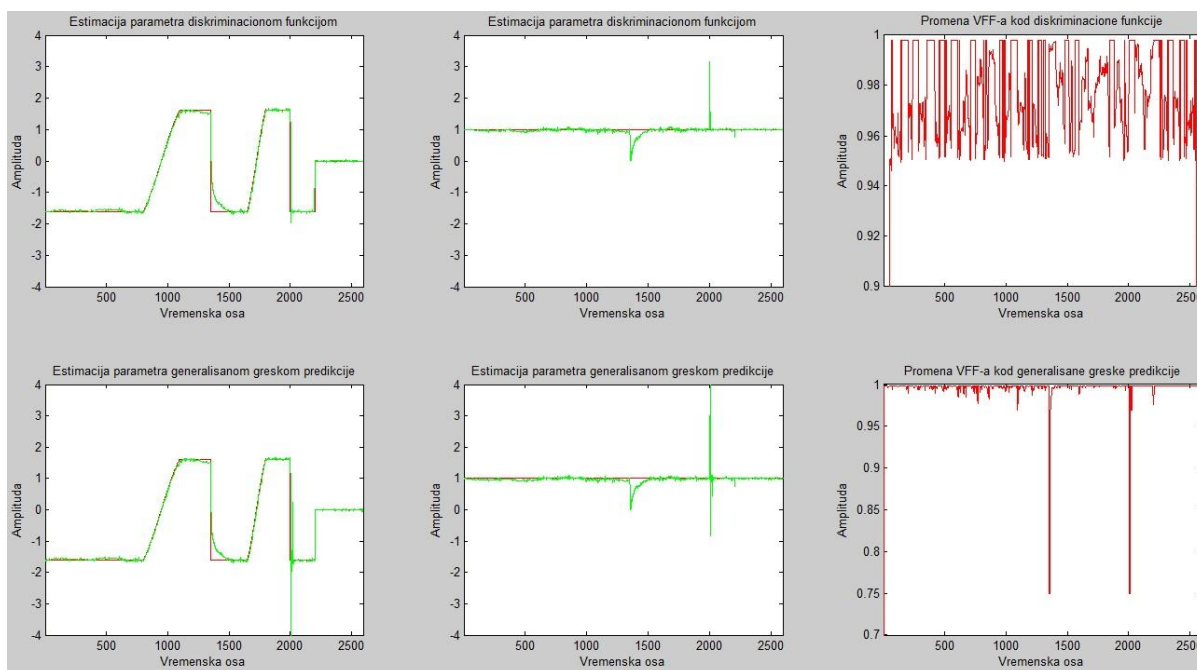 Estimacija parametra diskriminacionom funkcijom
4
3
2
1
0
-1
-2
-3
-4
Amplituda
500 1000 1500 2000 2500
Vremenska osa
Estimacija parametra diskriminacionom funkcijom
4
3
2
1
0
-1
-2
-3
-4
Amplituda
500 1000 1500 2000 2500
Vremenska osa
Promena VFF-a kod diskriminacione funkcije
1
0.98
0.96
0.94
0.92
0.9
Amplituda
500 1000 1500 2000 2500
Vremenska osa
Estimacija parametra generalisanom greskom predikcije
4
3
2
1
0
-1
-2
-3
-4
Amplituda
500 1000 1500 2000 2500
Vremenska osa
Estimacija parametra generalisanom greskom predikcije
4
3
2
1
0
-1
-2
-3
-4
Amplituda
500 1000 1500 2000 2500
Vremenska osa
Promena VFF-a kod generalisane greske predikcije
1
0.95
0.9
0.85
0.8
0.75
0.7
Amplituda
500 1000 1500 2000
Vremenska osa